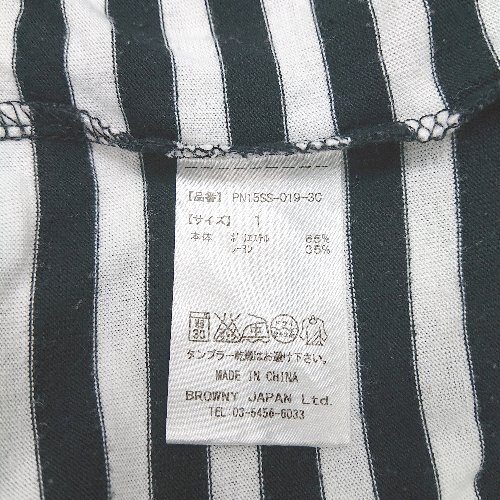 【品番】 PN15SS-019-3C
【サイズ】 1
本体 ﾎﾟﾘｴｽﾃﾙ 65%
ﾚｰﾖﾝ 35%
タンブラー乾燥はお避け下さい。
MADE IN CHINA
BROWNY JAPAN Ltd.
TEL 03-5456-6033